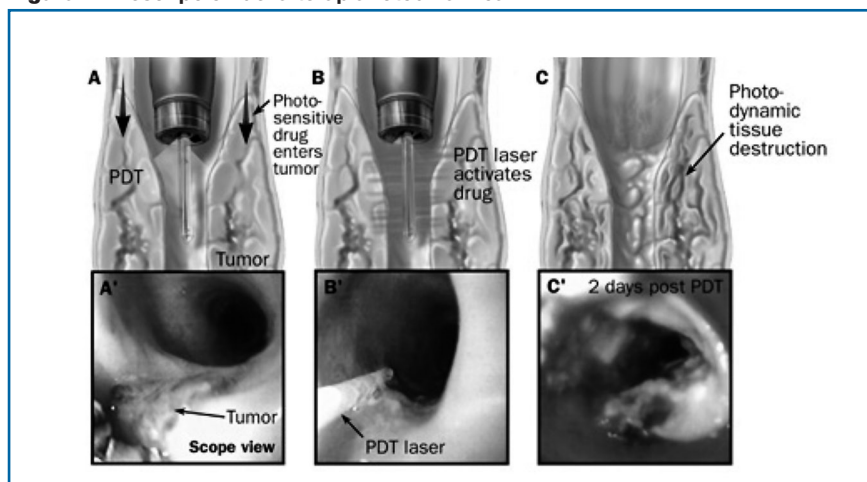 A
Photo-
sensitive
drug
enters
tumor
PDT
Tumor
B
PDT laser
activates
drug
C
Photo-
dynamic
tissue
destruction
A'
Tumor
Scope view
B'
PDT laser
C'
2 days post PDT